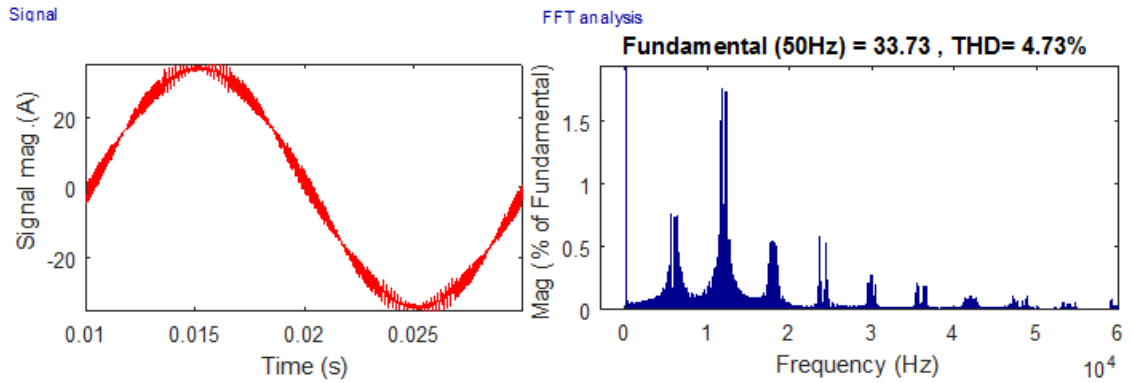 Signal
FFT analysis
Fundamental (50Hz) = 33.73 , THD= 4.73%
Signal mag.(A)
20
0
-20
0.01 0.015 0.02 0.025
Time (s)
Mag (% of Fundamental)
1.5
1
0.5
0
0 1 2 3 4 5 6
Frequency (Hz)
10^4